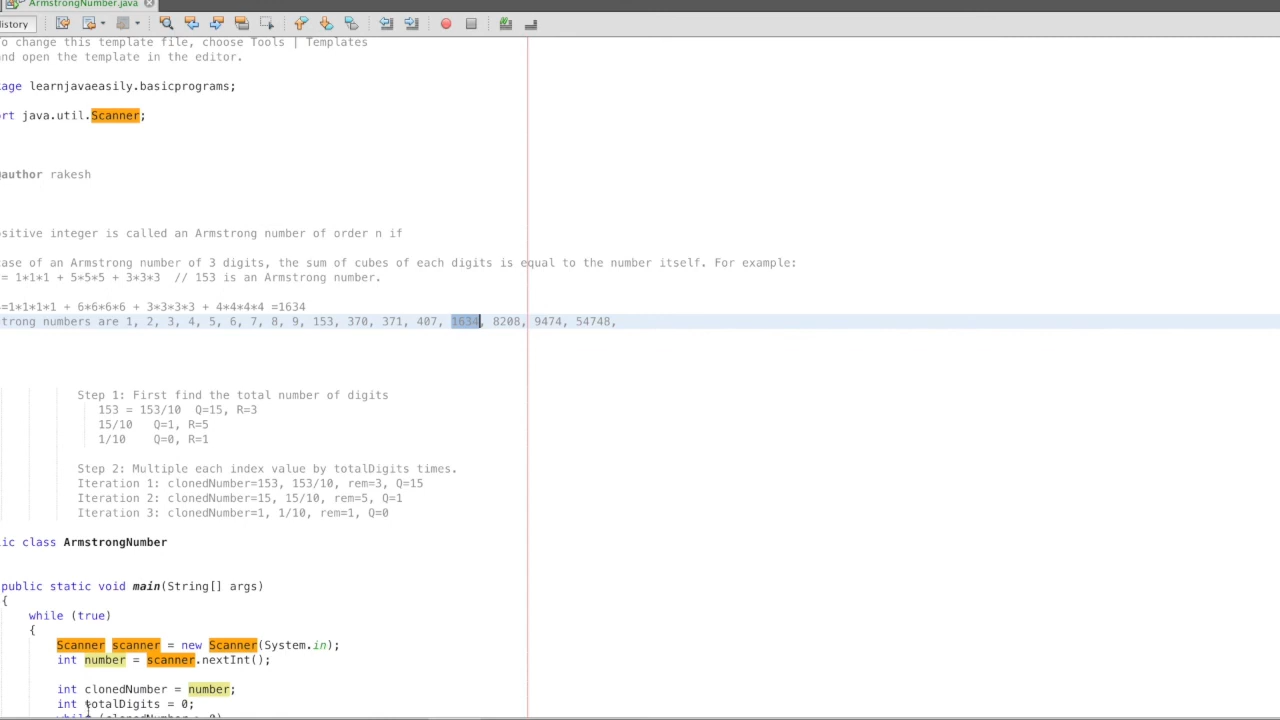 ArmstrongNumber.java
History
To change this template file, choose Tools | Templates
and open the template in the editor.
age learnjavaeasily.basicprograms;
ort java.util.Scanner;
@author rakesh
ositive integer is called an Armstrong number of order n if
case of an Armstrong number of 3 digits, the sum of cubes of each digits is equal to the number itself. For example:
= 1*1*1 + 5*5*5 + 3*3*3  // 153 is an Armstrong number.
=1*1*1*1 + 6*6*6*6 + 3*3*3*3 + 4*4*4*4 =1634
strong numbers are 1, 2, 3, 4, 5, 6, 7, 8, 9, 153, 370, 371, 407, 1634, 8208, 9474, 54748,
Step 1: First find the total number of digits
153 = 153/10  Q=15, R=3
15/10   Q=1, R=5
1/10    Q=0, R=1
Step 2: Multiple each index value by totalDigits times.
Iteration 1: clonedNumber=153, 153/10, rem=3, Q=15
Iteration 2: clonedNumber=15, 15/10, rem=5, Q=1
Iteration 3: clonedNumber=1, 1/10, rem=1, Q=0
lic class ArmstrongNumber
public static void main(String[] args)
{
while (true)
{
Scanner scanner = new Scanner(System.in);
int number = scanner.nextInt();
int clonedNumber = number;
int totalDigits = 0;